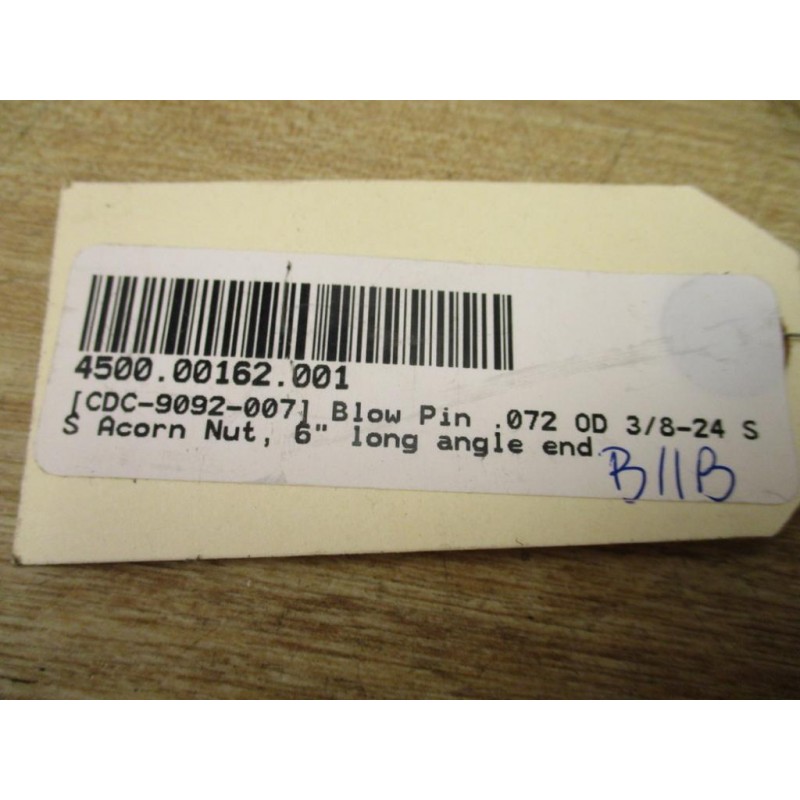 4500.00162.001
[CDC-9092-007] Blow Pin .072 OD 3/8-24 S
S Acorn Nut, 6" long angle end.
B11B